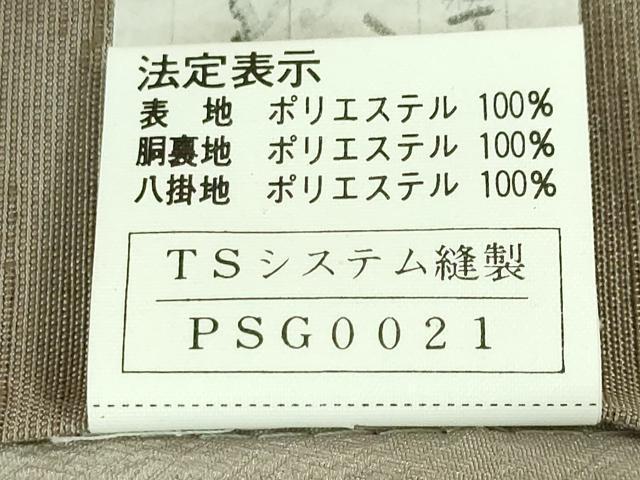 法定表示
表　地　ポリエステル 100%
胴裏地　ポリエステル 100%
八掛地　ポリエステル 100%
TSシステム縫製
PSG0021